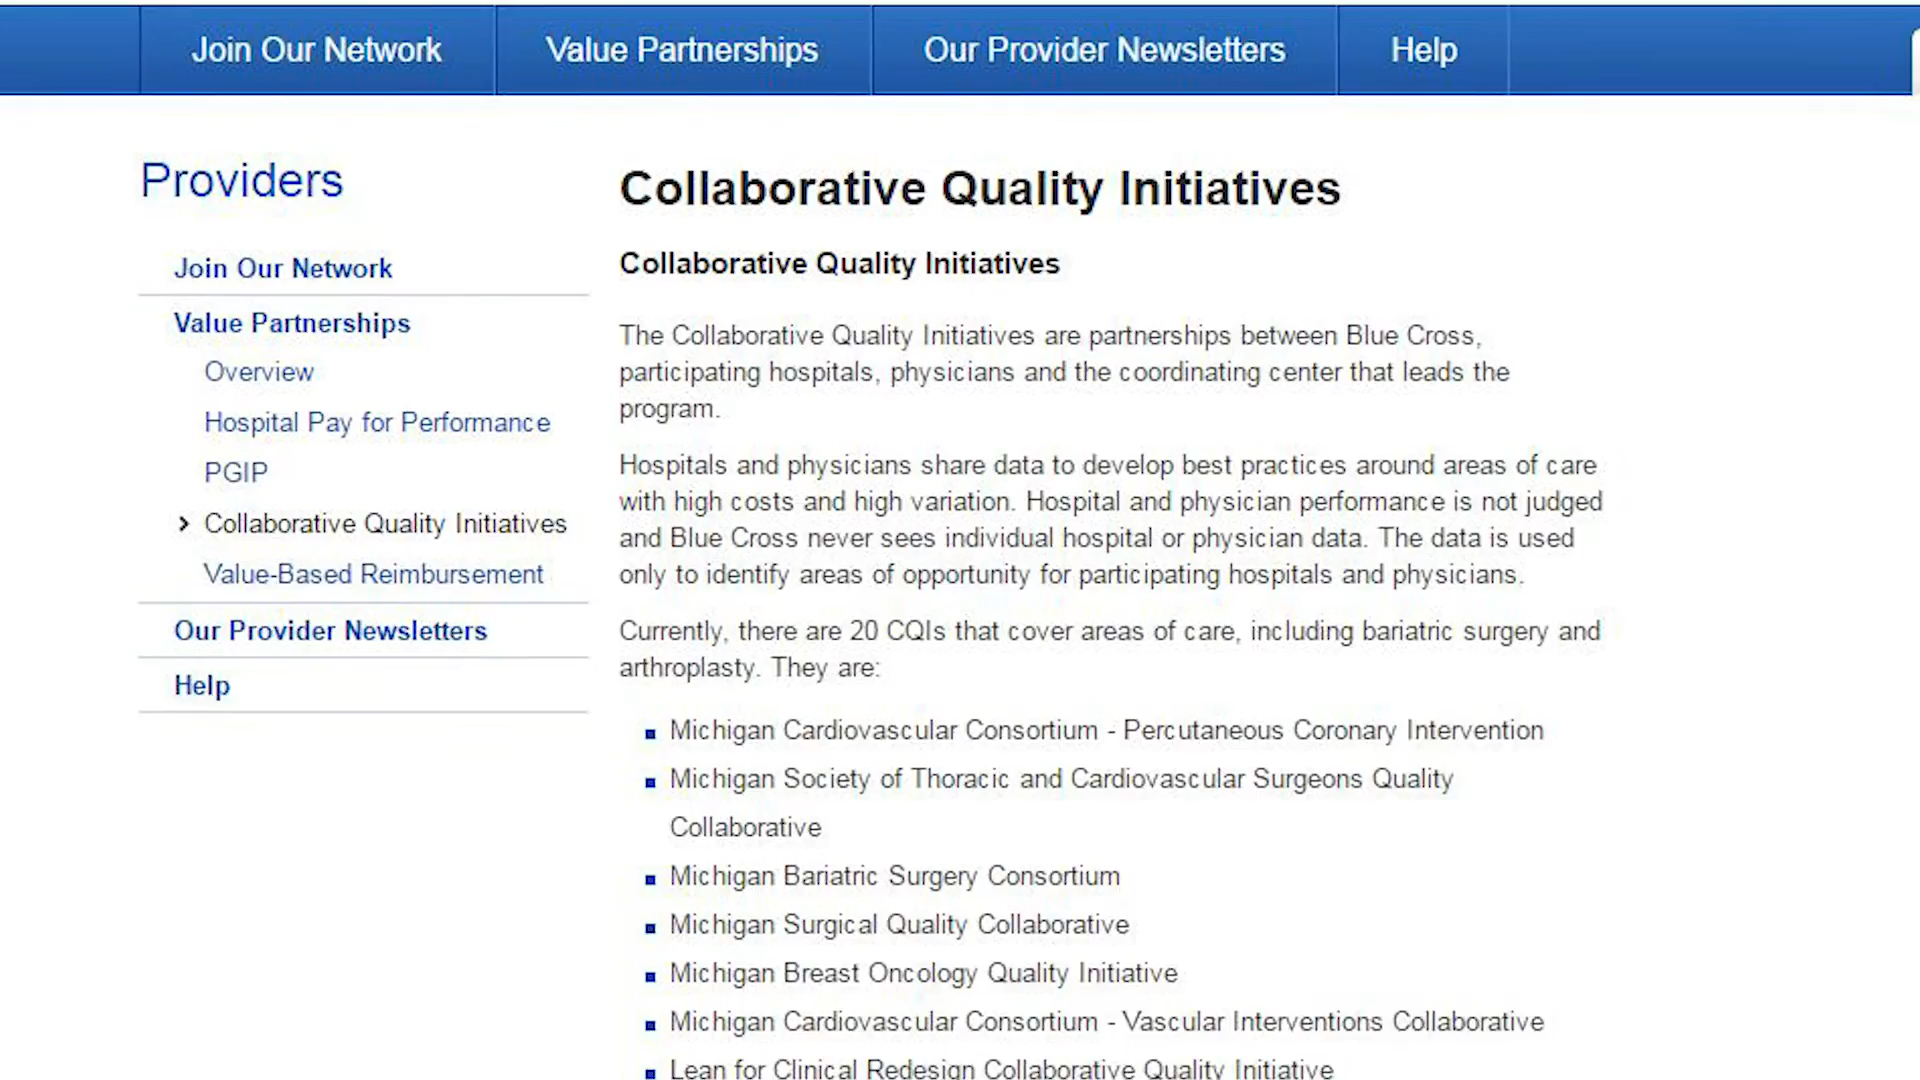 Join Our Network
Value Partnerships
Our Provider Newsletters
Help
Providers
Join Our Network
Value Partnerships
Overview
Hospital Pay for Performance
PGIP
Collaborative Quality Initiatives
Value-Based Reimbursement
Our Provider Newsletters
Help
Collaborative Quality Initiatives
Collaborative Quality Initiatives
The Collaborative Quality Initiatives are partnerships between Blue Cross,
participating hospitals, physicians and the coordinating center that leads the
program.
Hospitals and physicians share data to develop best practices around areas of care
with high costs and high variation. Hospital and physician performance is not judged
and Blue Cross never sees individual hospital or physician data. The data is used
only to identify areas of opportunity for participating hospitals and physicians.
Currently, there are 20 CQIs that cover areas of care, including bariatric surgery and
arthroplasty. They are:
Michigan Cardiovascular Consortium - Percutaneous Coronary Intervention
Michigan Society of Thoracic and Cardiovascular Surgeons Quality
Collaborative
Michigan Bariatric Surgery Consortium
Michigan Surgical Quality Collaborative
Michigan Breast Oncology Quality Initiative
Michigan Cardiovascular Consortium - Vascular Interventions Collaborative
Lean for Clinical Redesign Collaborative Quality Initiative